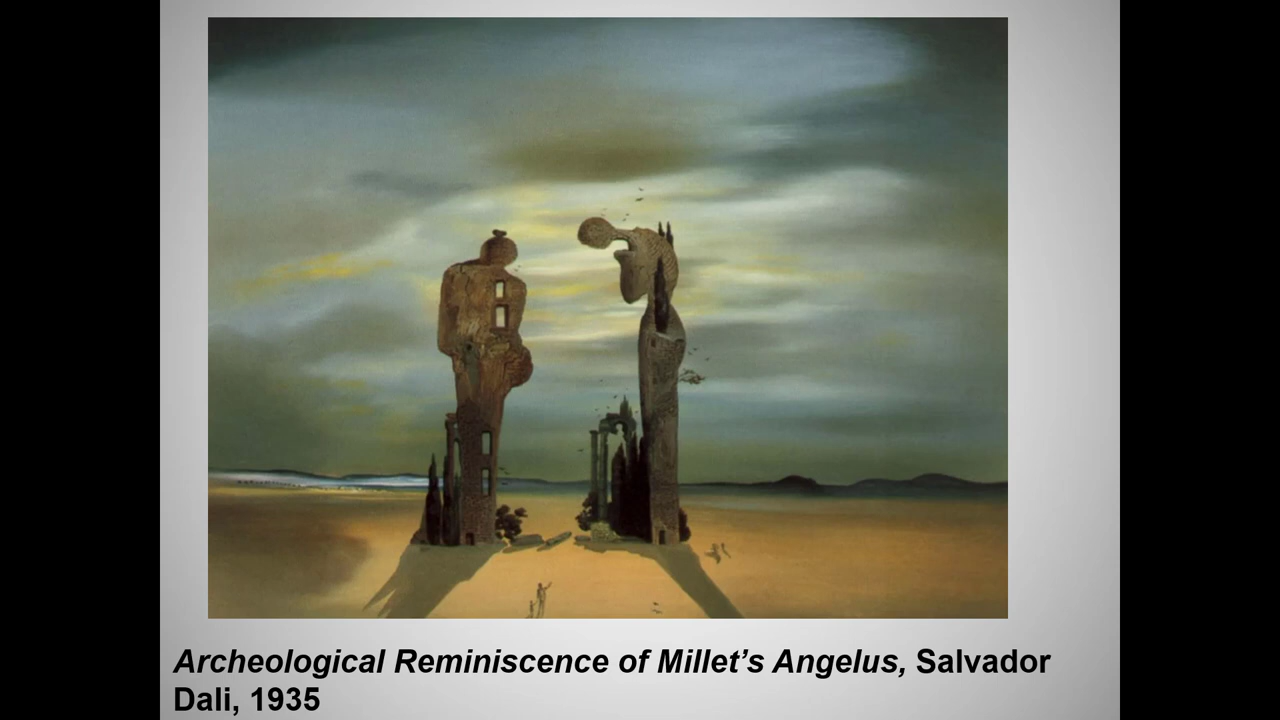 Archeological Reminiscence of Millet’s Angelus, Salvador
Dali, 1935